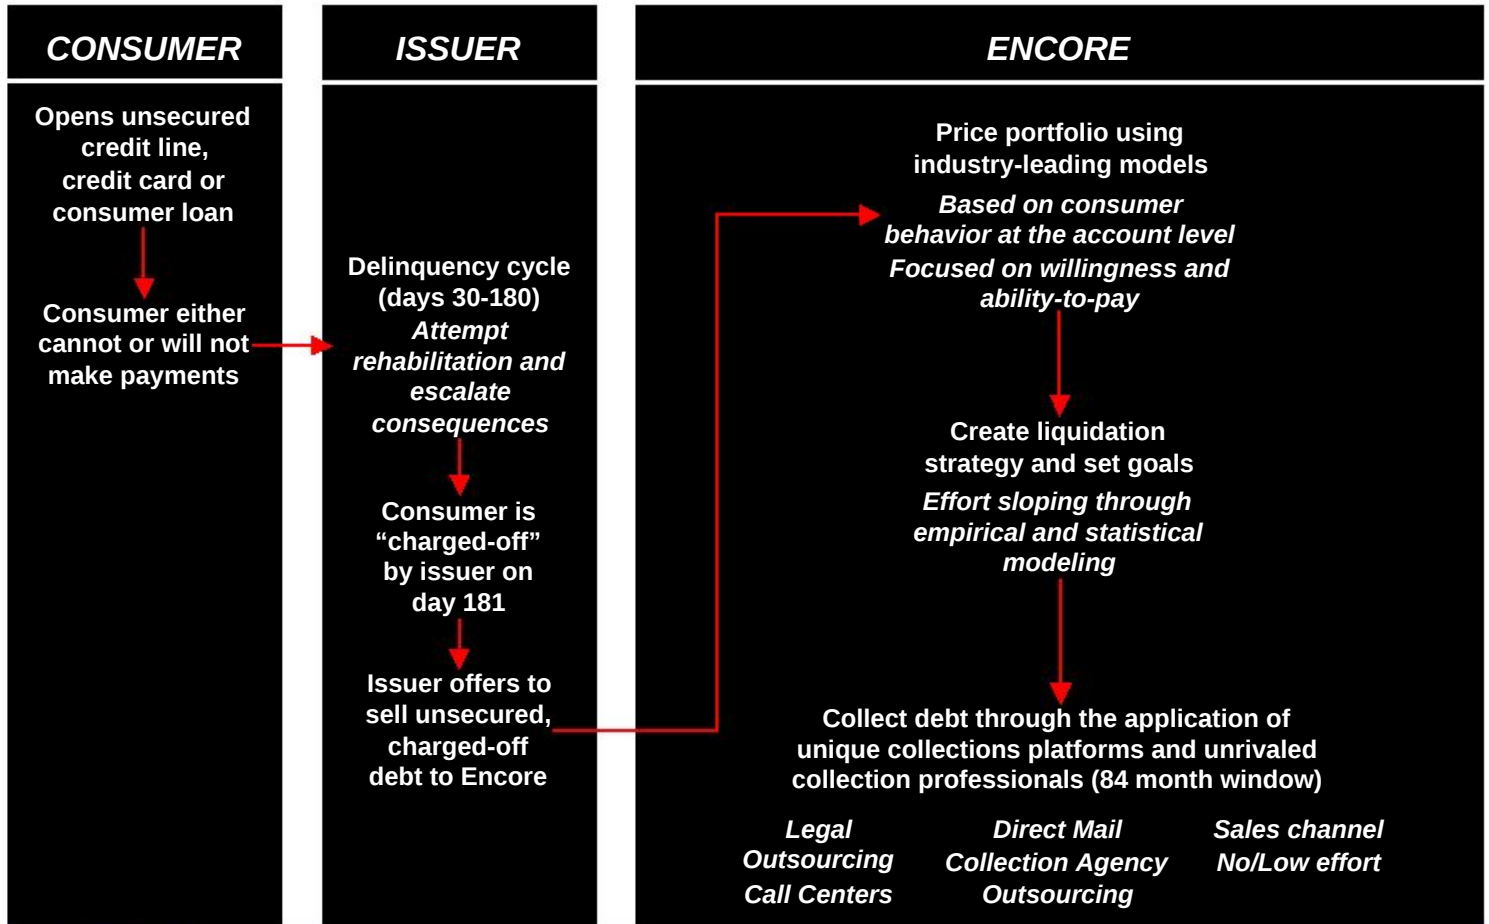 CONSUMER
ISSUER
ENCORE
Opens unsecured
credit line,
credit card or
consumer loan
Consumer either
cannot or will not
make payments
Delinquency cycle
(days 30-180)
Attempt
rehabilitation and
escalate
consequences
Consumer is
“charged-off”
by issuer on
day 181
Issuer offers to
sell unsecured,
charged-off
debt to Encore
Price portfolio using
industry-leading models
Based on consumer
behavior at the account level
Focused on willingness and
ability-to-pay
Create liquidation
strategy and set goals
Effort sloping through
empirical and statistical
modeling
Collect debt through the application of
unique collections platforms and unrivaled
collection professionals (84 month window)
Legal
Outsourcing
Call Centers
Direct Mail
Collection Agency
Outsourcing
Sales channel
No/Low effort